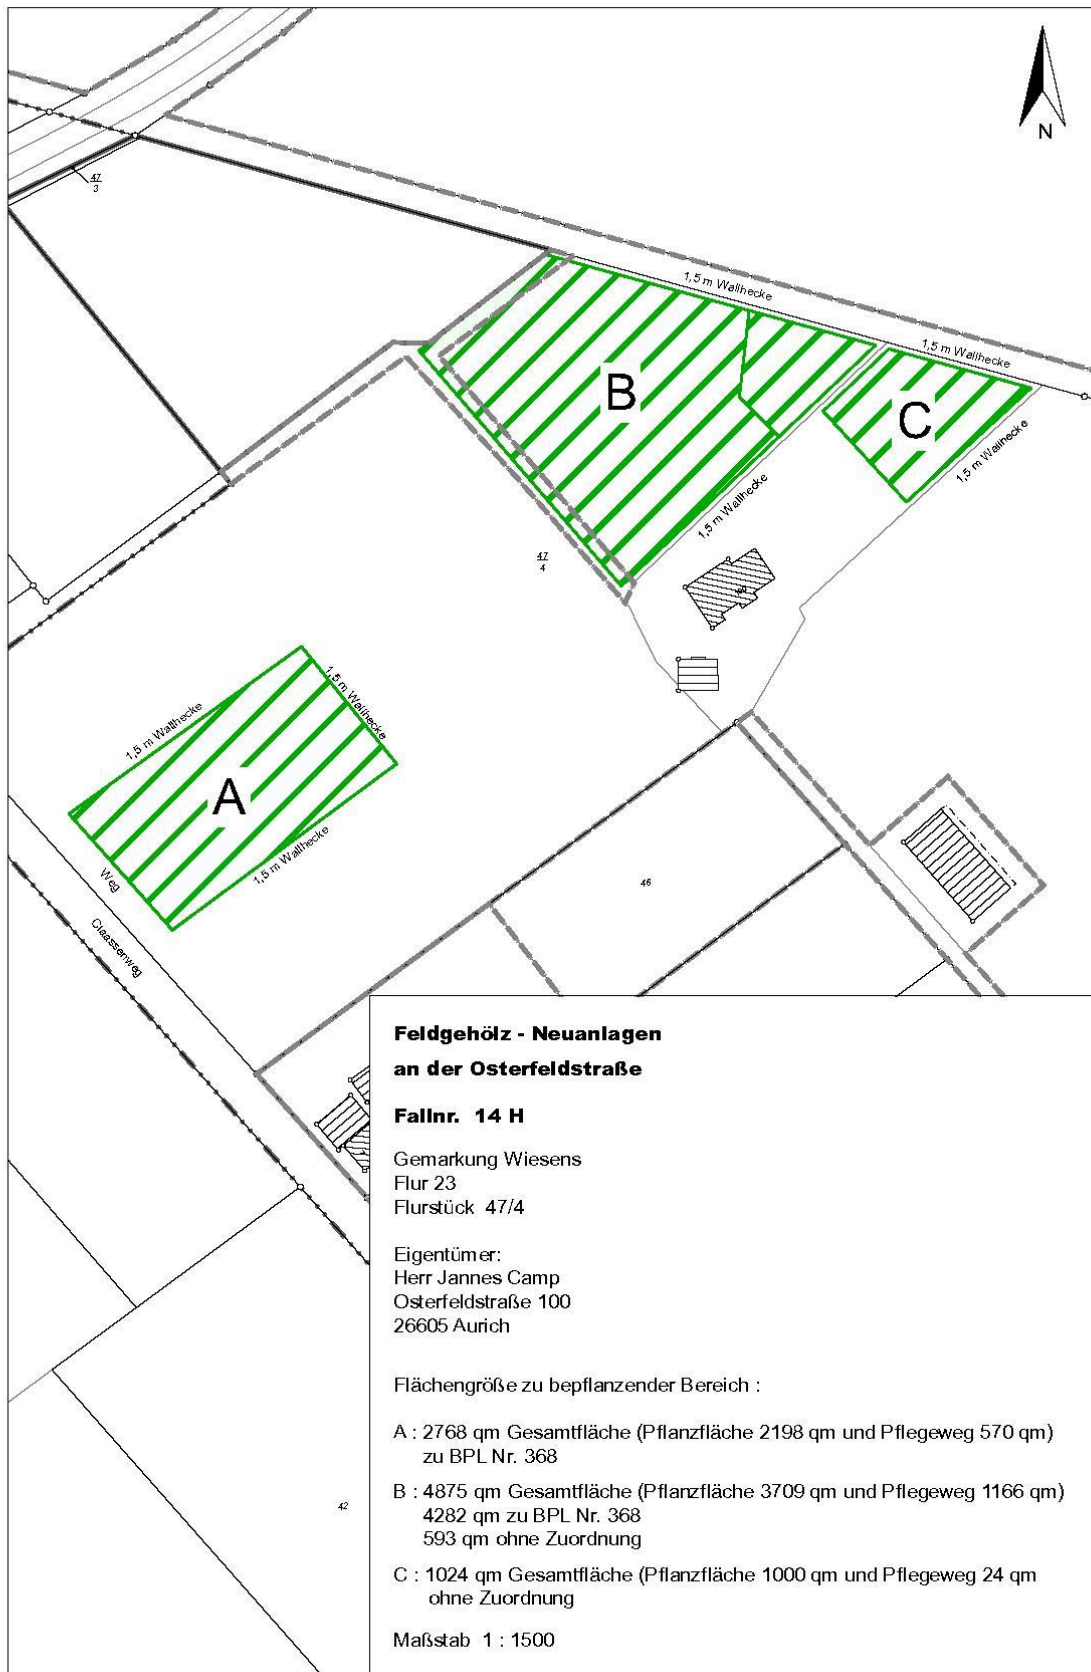 N
47
3
1,5 m Wallhecke
1,5 m Wallhecke
B
C
1,5 m Wallhecke
1,5 m Wallhecke
47
4
1,5 m Wallhecke
1,5 m Wallhecke
A
1,5 m Wallhecke
Weg
Claassenweg
46
42
Feldgehölz - Neuanlagen
an der Osterfeldstraße
Fallnr. 14 H
Gemarkung Wiesens
Flur 23
Flurstück 47/4
Eigentümer:
Herr Jannes Camp
Osterfeldstraße 100
26605 Aurich
Flächengröße zu bepflanzender Bereich :
A : 2768 qm Gesamtfläche (Pflanzfläche 2198 qm und Pflegeweg 570 qm)
zu BPL Nr. 368
B : 4875 qm Gesamtfläche (Pflanzfläche 3709 qm und Pflegeweg 1166 qm)
4282 qm zu BPL Nr. 368
593 qm ohne Zuordnung
C : 1024 qm Gesamtfläche (Pflanzfläche 1000 qm und Pflegeweg 24 qm
ohne Zuordnung
Maßstab 1 : 1500